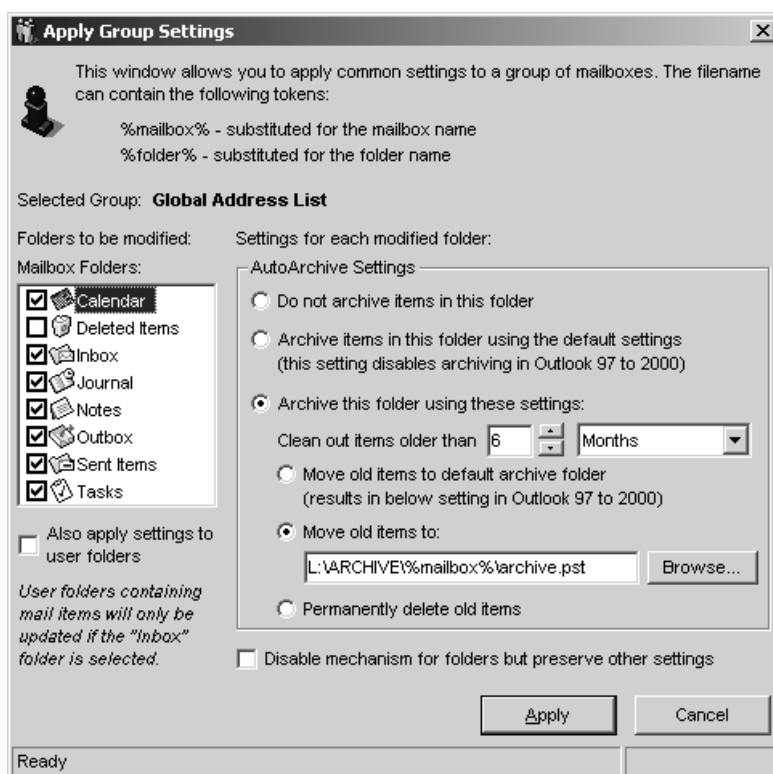 Apply Group Settings
This window allows you to apply common settings to a group of mailboxes. The filename
can contain the following tokens:
%mailbox% - substituted for the mailbox name
%folder% - substituted for the folder name
Selected Group: Global Address List
Folders to be modified:
Mailbox Folders:
Calendar
Deleted Items
Inbox
Journal
Notes
Outbox
Sent Items
Tasks
Also apply settings to
user folders
User folders containing
mail items will only be
updated if the "Inbox"
folder is selected.
Settings for each modified folder:
AutoArchive Settings
Do not archive items in this folder
Archive items in this folder using the default settings
(this setting disables archiving in Outlook 97 to 2000)
Archive this folder using these settings:
Clean out items older than 6 Months
Move old items to default archive folder
(results in below setting in Outlook 97 to 2000)
Move old items to:
L:\ARCHIVE\%mailbox%\archive.pst Browse...
Permanently delete old items
Disable mechanism for folders but preserve other settings
Apply Cancel
Ready